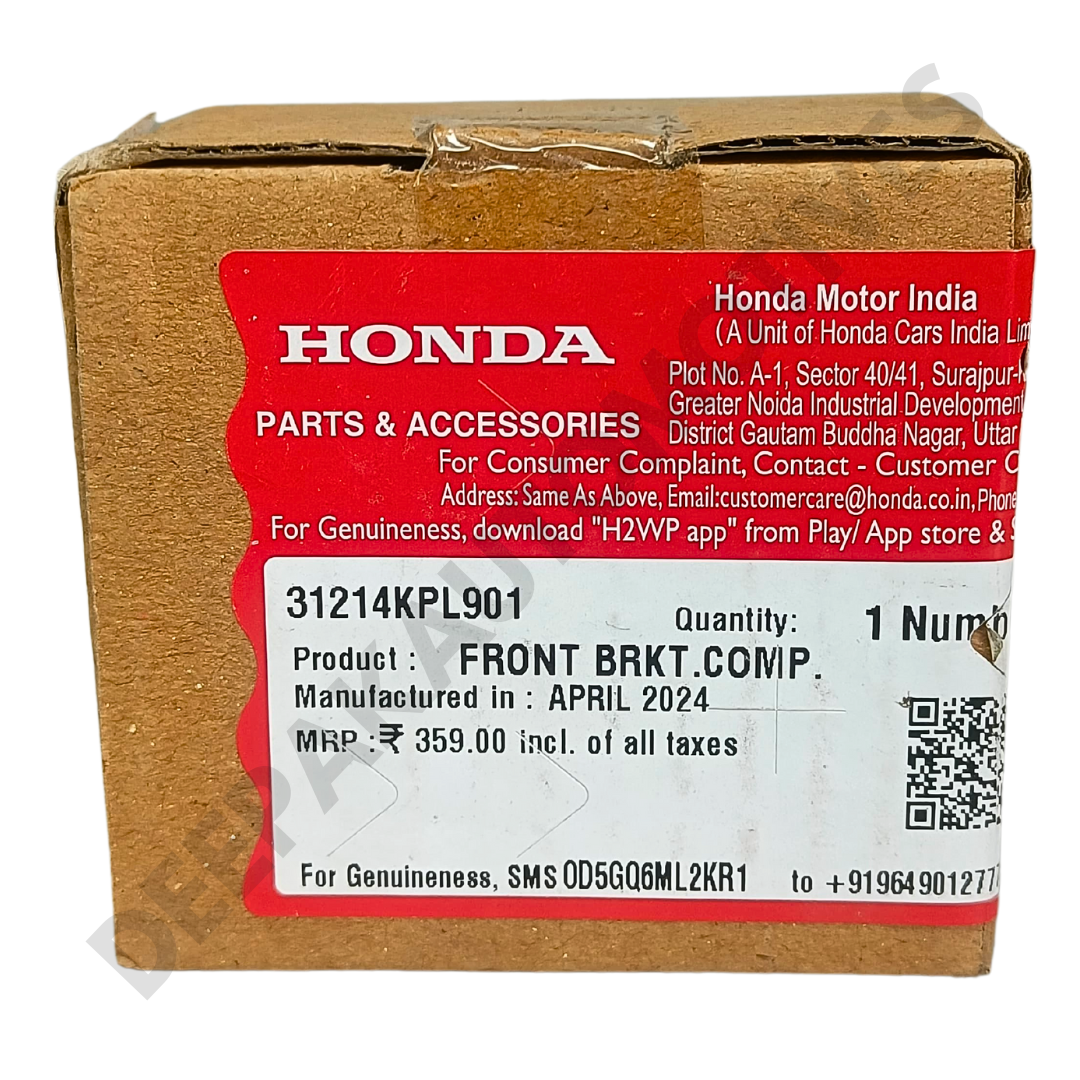 HONDA
PARTS & ACCESSORIES
Honda Motor India
(A Unit of Honda Cars India Lim
Plot No. A-1, Sector 40/41, Surajpur-
Greater Noida Industrial Development
District Gautam Buddha Nagar, Uttar
For Consumer Complaint, Contact - Customer C
Address: Same As Above, Email:customercare@honda.co.in, Phone
For Genuineness, download "H2WP app" from Play/ App store & S
31214KPL901
Quantity: 1 Numb
Product : FRONT BRKT.COMP.
Manufactured in : APRIL 2024
MRP :₹ 359.00 incl. of all taxes
For Genuineness, SMS 0D5GQ6ML2KR1 to +919649012777
DEEPAK AUTOMOTIVES